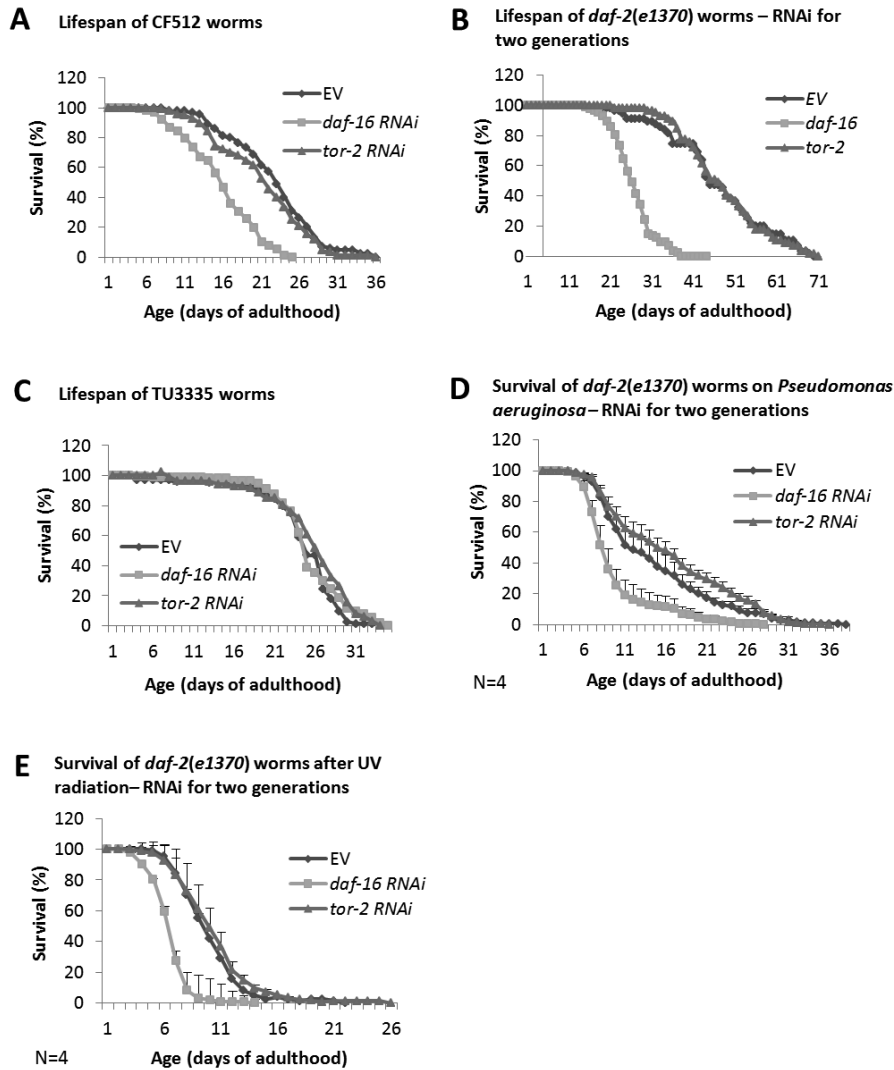 A
Lifespan of CF512 worms
120
100
80
60
40
20
0
Survival (%)
EV
daf-16 RNAi
tor-2 RNAi
1 6 11 16 21 26 31 36
Age (days of adulthood)
B
Lifespan of daf-2(e1370) worms – RNAi for
two generations
120
100
80
60
40
20
0
Survival (%)
EV
daf-16
tor-2
1 11 21 31 41 51 61 71
Age (days of adulthood)
C
Lifespan of TU3335 worms
120
100
80
60
40
20
0
Survival (%)
EV
daf-16 RNAi
tor-2 RNAi
1 6 11 16 21 26 31
Age (days of adulthood)
D
Survival of daf-2(e1370) worms on Pseudomonas
aeruginosa – RNAi for two generations
120
100
80
60
40
20
0
Survival (%)
EV
daf-16 RNAi
tor-2 RNAi
1 6 11 16 21 26 31 36
N=4
Age (days of adulthood)
E
Survival of daf-2(e1370) worms after UV
radiation– RNAi for two generations
120
100
80
60
40
20
0
Survival (%)
EV
daf-16 RNAi
tor-2 RNAi
1 6 11 16 21 26
N=4
Age (days of adulthood)